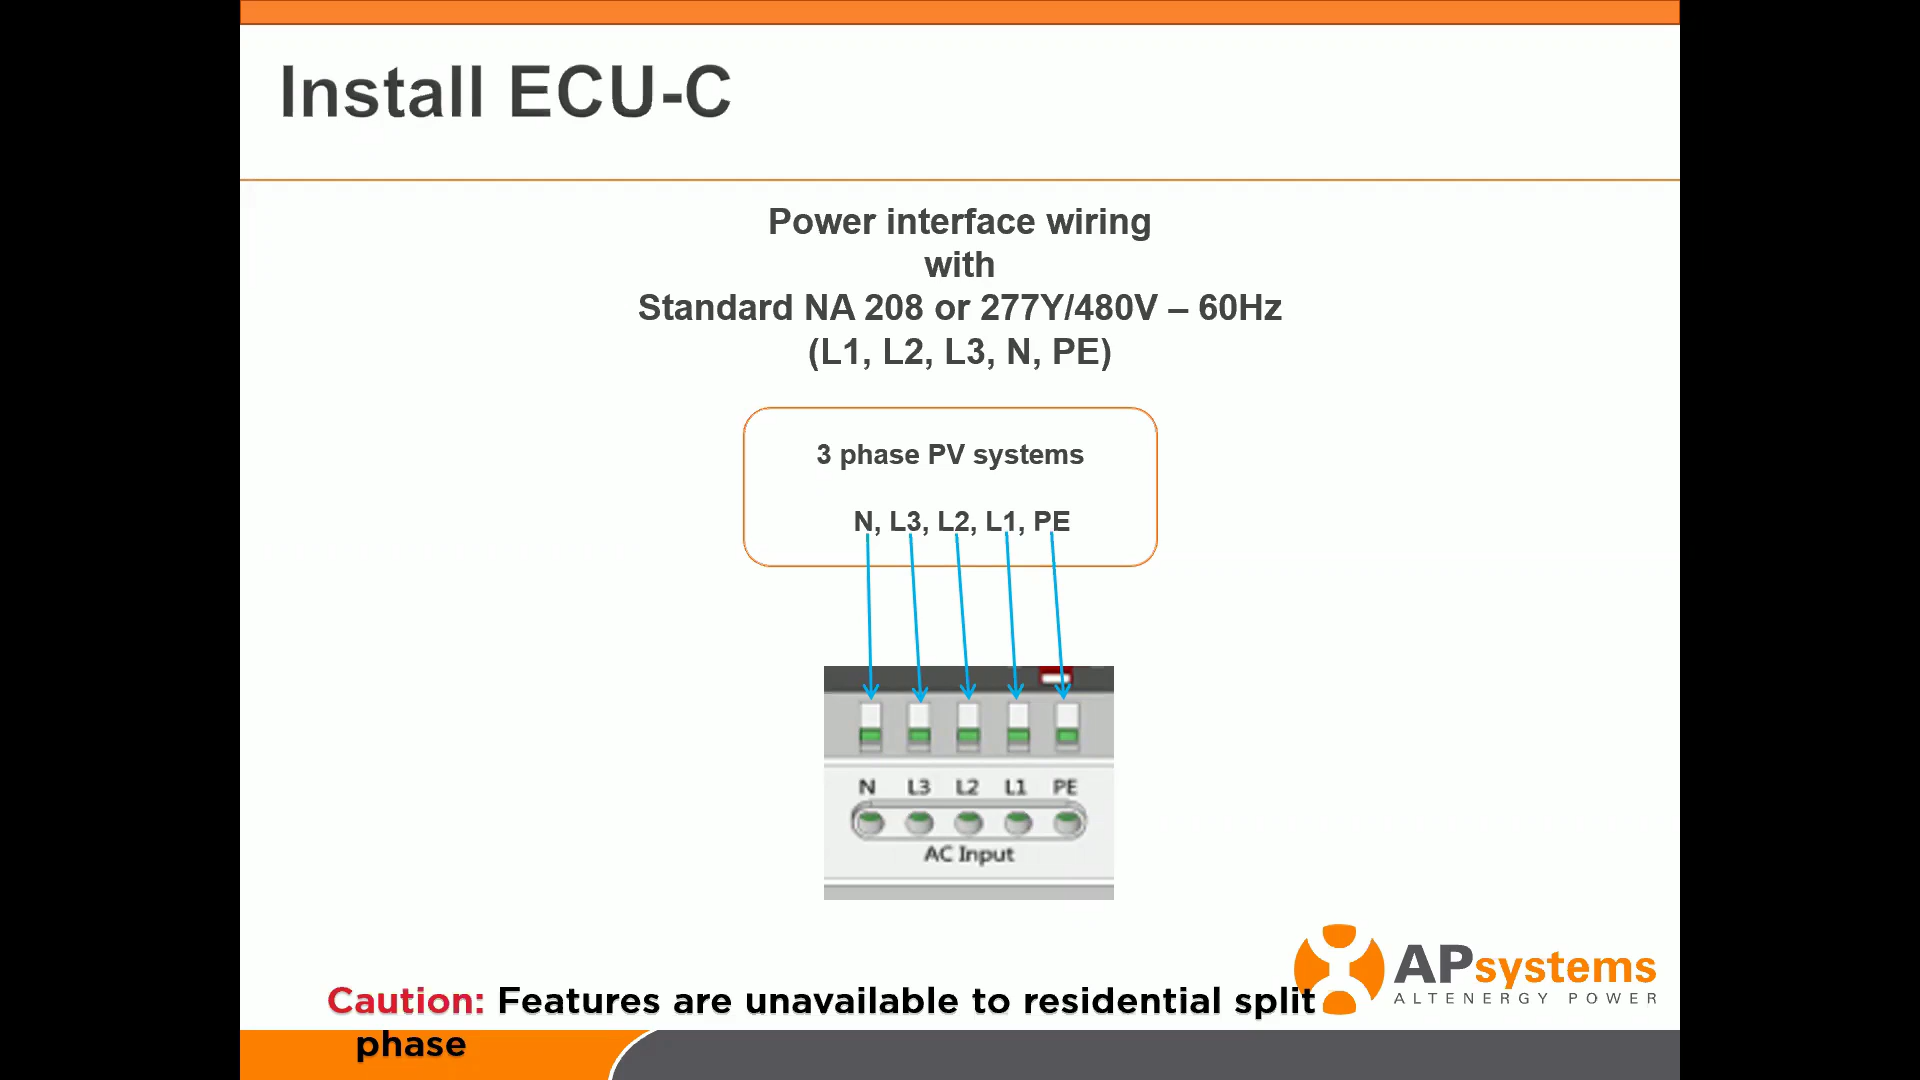 Install ECU-C
Power interface wiring
with
Standard NA 208 or 277Y/480V – 60Hz
(L1, L2, L3, N, PE)
3 phase PV systems
N, L3, L2, L1, PE
N L3 L2 L1 PE
AC Input
APsystems
ALTENERGY POWER
Caution: Features are unavailable to residential split
phase